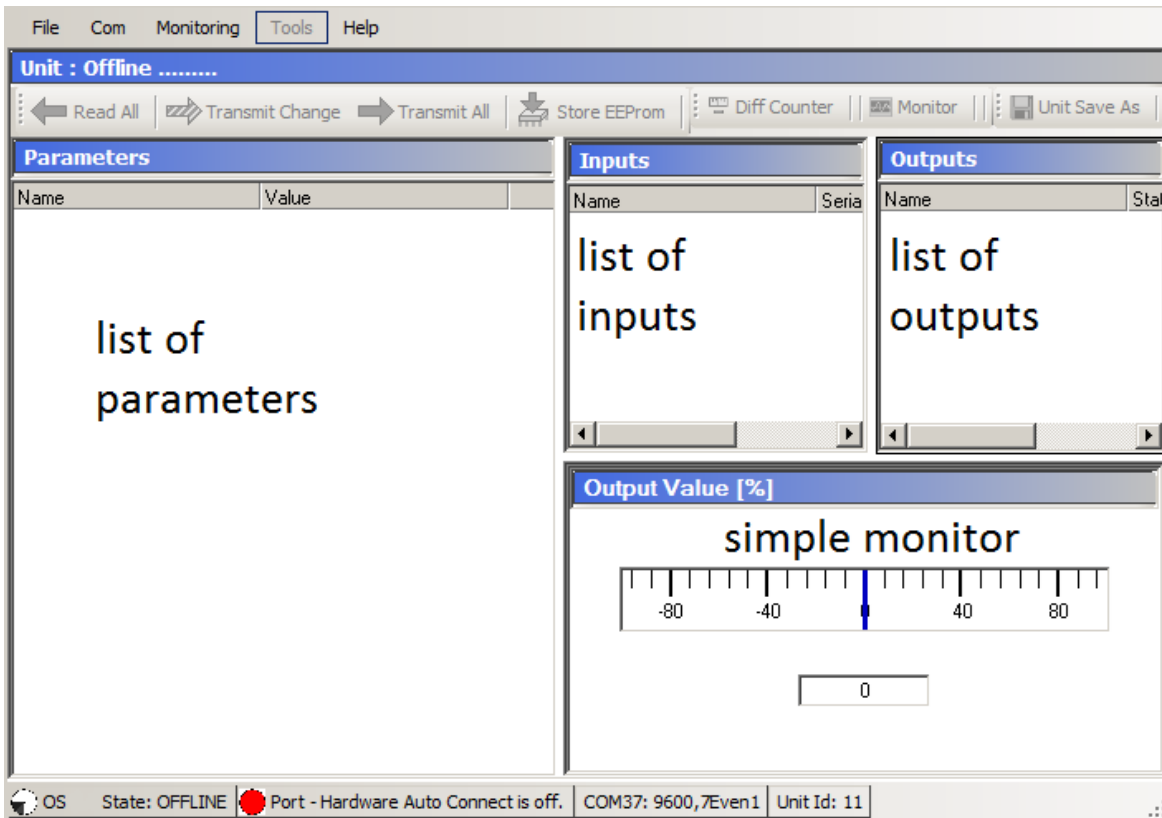 File Com Monitoring Tools Help
Unit : Offline .........
Read All Transmit Change Transmit All Store EEProm Diff Counter Monitor Unit Save As
Parameters
Name Value
list of
parameters
Inputs
Name Seria
list of
inputs
Outputs
Name Stat
list of
outputs
Output Value [%]
simple monitor
-80 -40 0 40 80
0
OS State: OFFLINE Port - Hardware Auto Connect is off. COM37: 9600,7Even1 Unit Id: 11